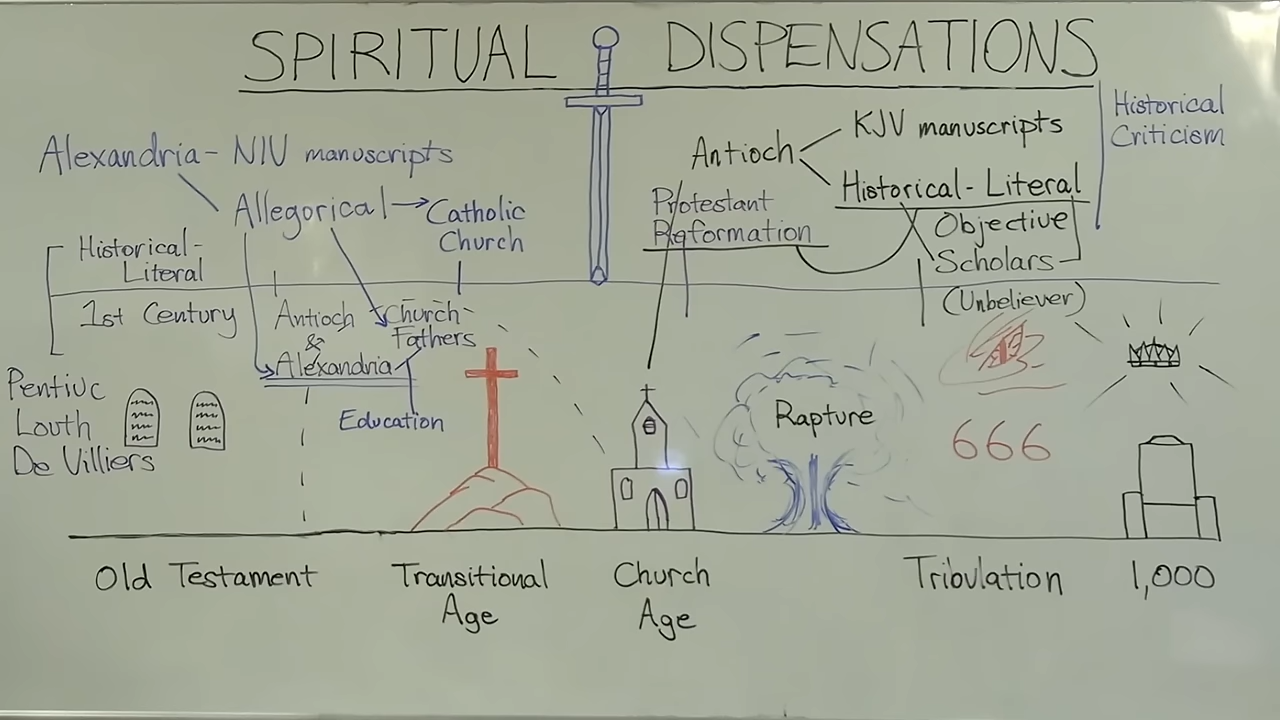 SPIRITUAL DISPENSATIONS
Historical
Criticism
Alexandria - NIV manuscripts
Allegorical → Catholic
Church
Antioch
KJV manuscripts
Historical - Literal
Protestant
Reformation
Objective
Scholars
(Unbeliever)
Historical-
Literal
1st Century
Antioch
&
Alexandria
Church
Fathers
Education
Pentiuc
Louth
De Villiers
Rapture
666
Old Testament
Transitional
Age
Church
Age
Tribulation
1,000